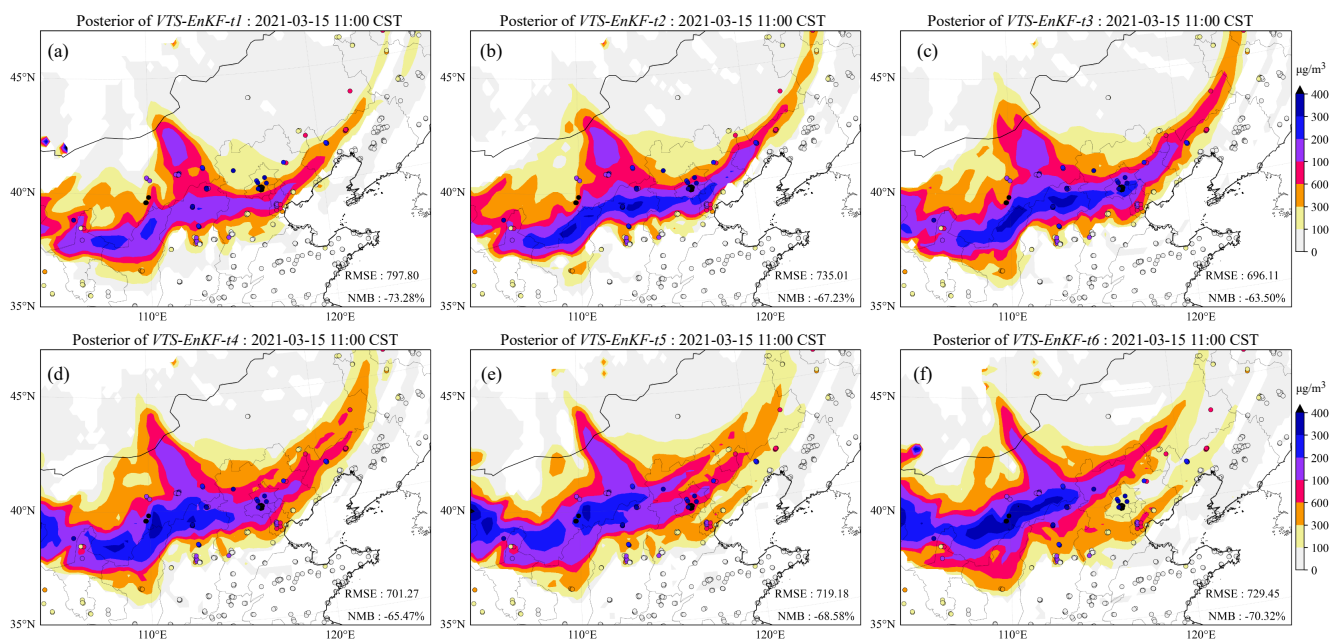 Posterior of VTS-EnKF-t1 : 2021-03-15 11:00 CST
Posterior of VTS-EnKF-t2 : 2021-03-15 11:00 CST
Posterior of VTS-EnKF-t3 : 2021-03-15 11:00 CST
(a)
(b)
(c)
45°N
45°N
45°N
40°N
40°N
40°N
35°N
35°N
35°N
RMSE : 797.80
NMB : -73.28%
RMSE : 735.01
NMB : -67.23%
RMSE : 696.11
NMB : -63.50%
110°E
120°E
110°E
120°E
110°E
120°E
μg/m³
400
300
200
100
600
300
100
0
Posterior of VTS-EnKF-t4 : 2021-03-15 11:00 CST
Posterior of VTS-EnKF-t5 : 2021-03-15 11:00 CST
Posterior of VTS-EnKF-t6 : 2021-03-15 11:00 CST
(d)
(e)
(f)
45°N
45°N
45°N
40°N
40°N
40°N
35°N
35°N
35°N
RMSE : 701.27
NMB : -65.47%
RMSE : 719.18
NMB : -68.58%
RMSE : 729.45
NMB : -70.32%
110°E
120°E
110°E
120°E
110°E
120°E
μg/m³
400
300
200
100
600
300
100
0